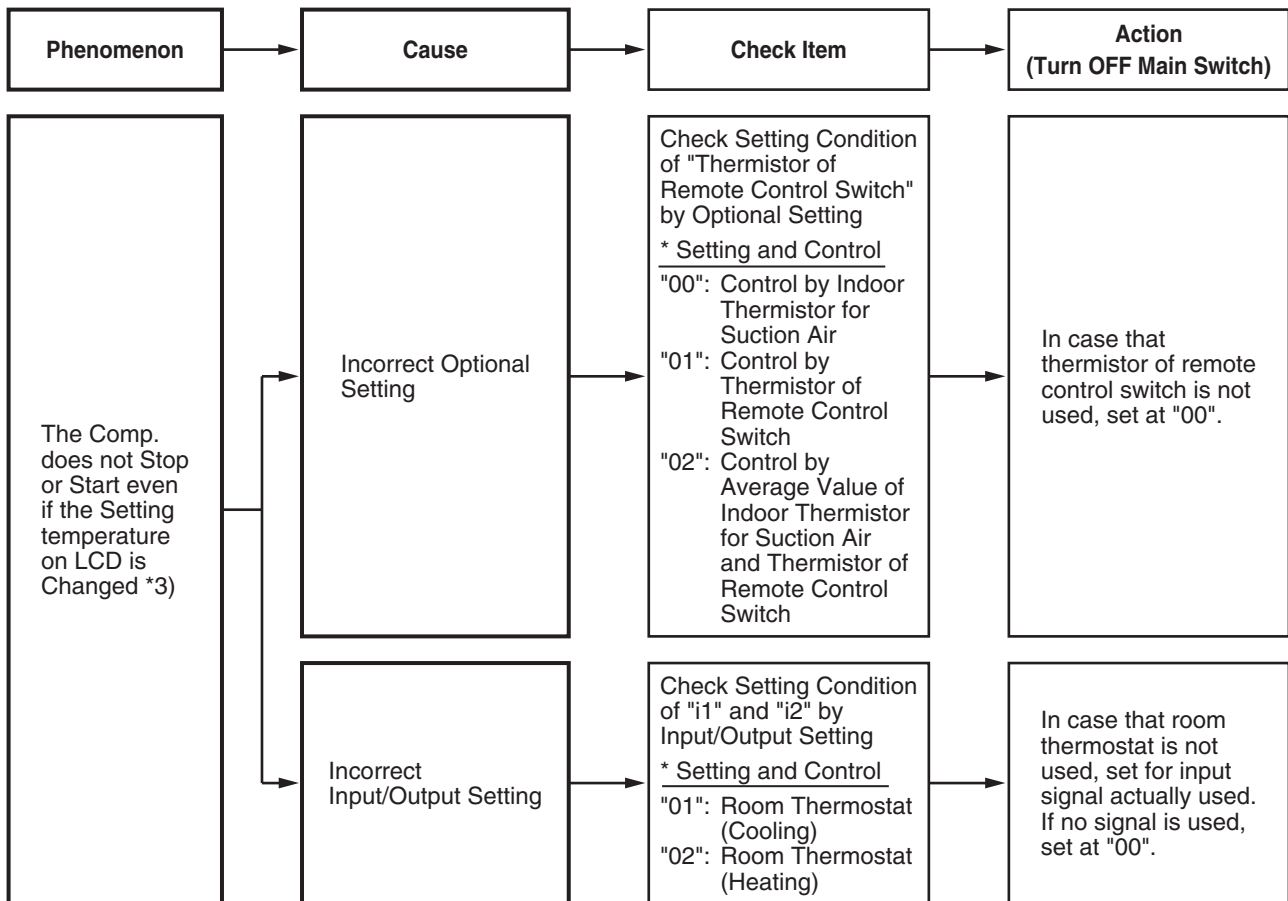 Phenomenon
Cause
Check Item
Action
(Turn OFF Main Switch)
The Comp.
does not Stop
or Start even
if the Setting
temperature
on LCD is
Changed *3)
Incorrect Optional
Setting
Check Setting Condition
of "Thermistor of
Remote Control Switch"
by Optional Setting
* Setting and Control
"00": Control by Indoor
Thermistor for
Suction Air
"01": Control by
Thermistor of
Remote Control
Switch
"02": Control by
Average Value of
Indoor Thermistor
for Suction Air
and Thermistor of
Remote Control
Switch
In case that
thermistor of remote
control switch is not
used, set at "00".
Incorrect
Input/Output Setting
Check Setting Condition
of "i1" and "i2" by
Input/Output Setting
* Setting and Control
"01": Room Thermostat
(Cooling)
"02": Room Thermostat
(Heating)
In case that room
thermostat is not
used, set for input
signal actually used.
If no signal is used,
set at "00".